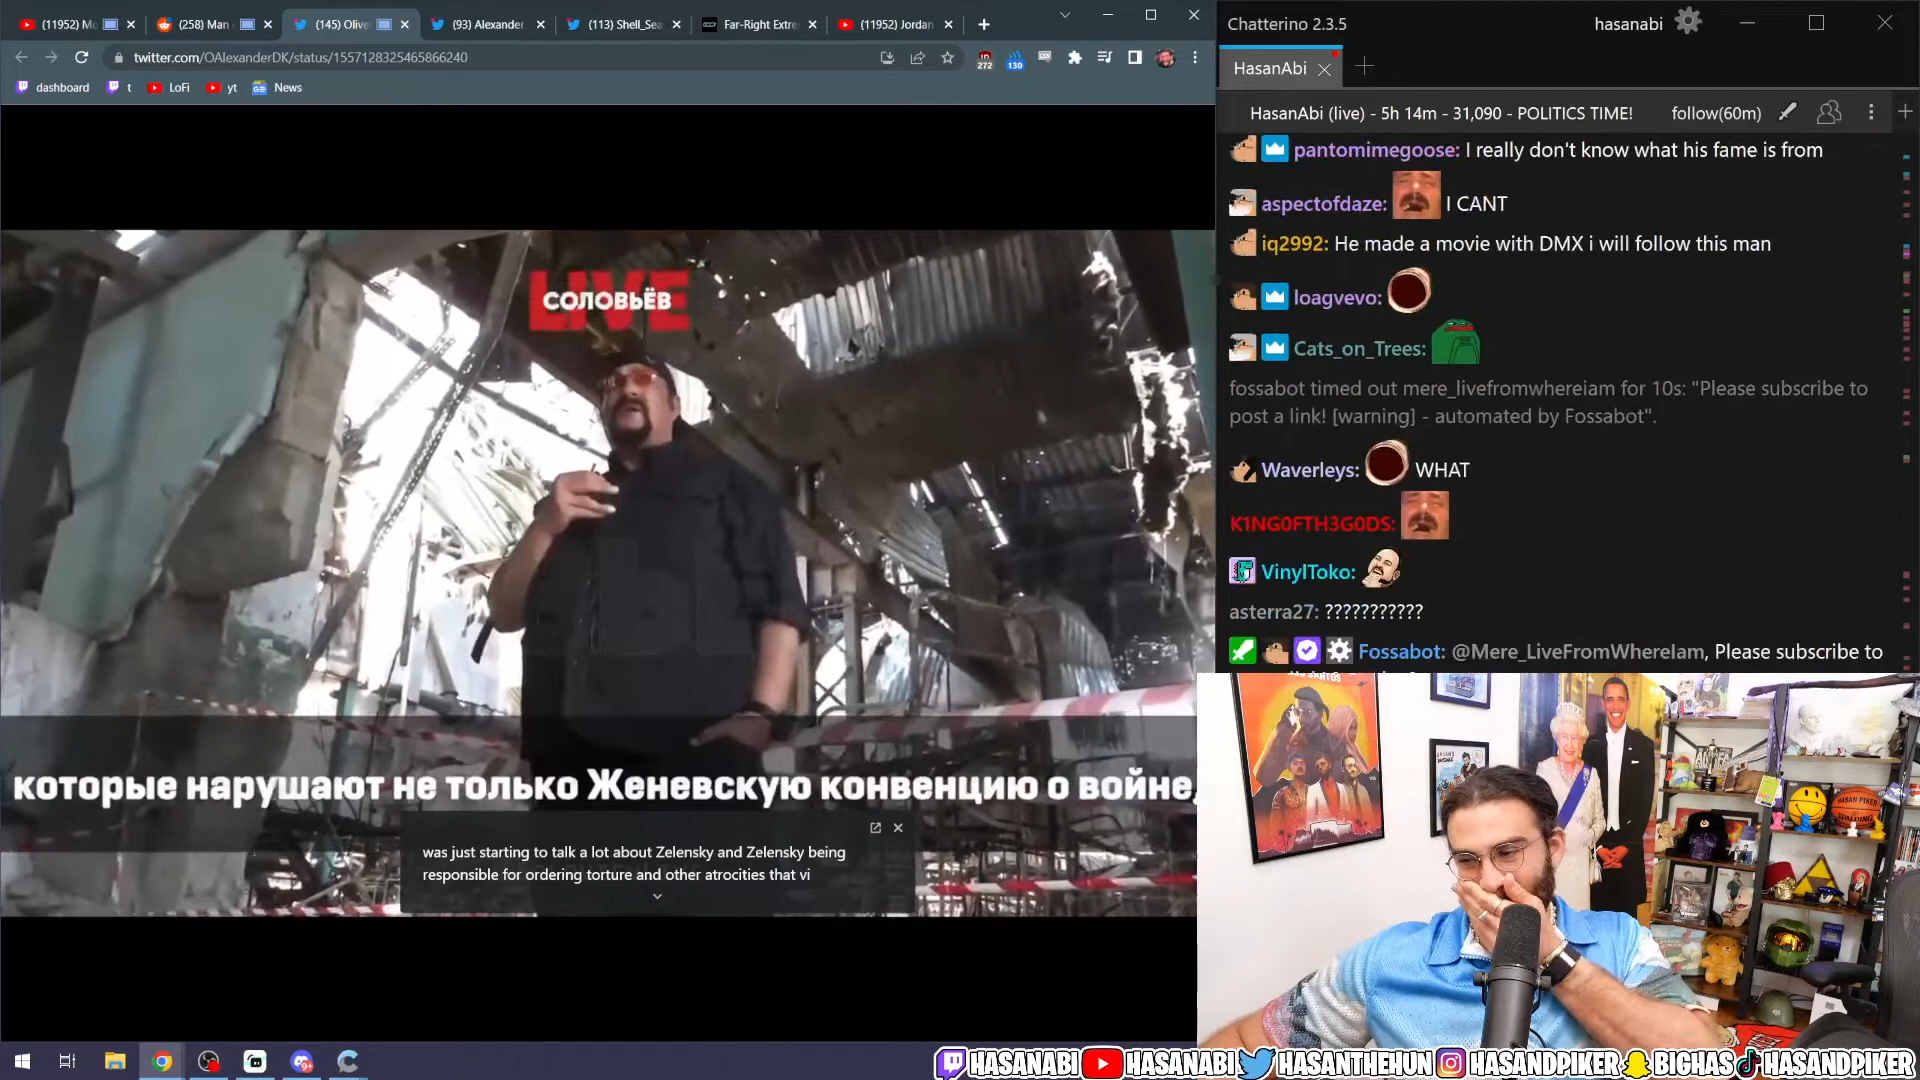 (11952) Mo
(258) Man
(145) Olive
(93) Alexander
(113) Shell_Sea
Far-Right Extre
(11952) Jordan
twitter.com/OAlexanderDK/status/1557128325465866240
272
130
dashboard
t
LoFi
yt
News
LIVE
СОЛОВЬЁВ
которые нарушают не только Женевскую конвенцию о войне,
was just starting to talk a lot about Zelensky and Zelensky being
responsible for ordering torture and other atrocities that vi
Chatterino 2.3.5
hasanabi
HasanAbi
HasanAbi (live) - 5h 14m - 31,090 - POLITICS TIME!
follow(60m)
pantomimegoose: I really don't know what his fame is from
aspectofdaze: I CANT
iq2992: He made a movie with DMX i will follow this man
loagvevo:
Cats_on_Trees:
fossabot timed out mere_livefromwhereiam for 10s: "Please subscribe to
post a link! [warning] - automated by Fossabot".
Waverleys: WHAT
K1NG0FTH3G0DS:
VinylToko:
asterra27: ???????????
Fossabot: @Mere_LiveFromWhereIam, Please subscribe to
HASAN PIKER
SPALDING
HASANABI
HASANABI
HASANTHEHUN
HASANDPIKER
BIGHAS
HASANDPIKER